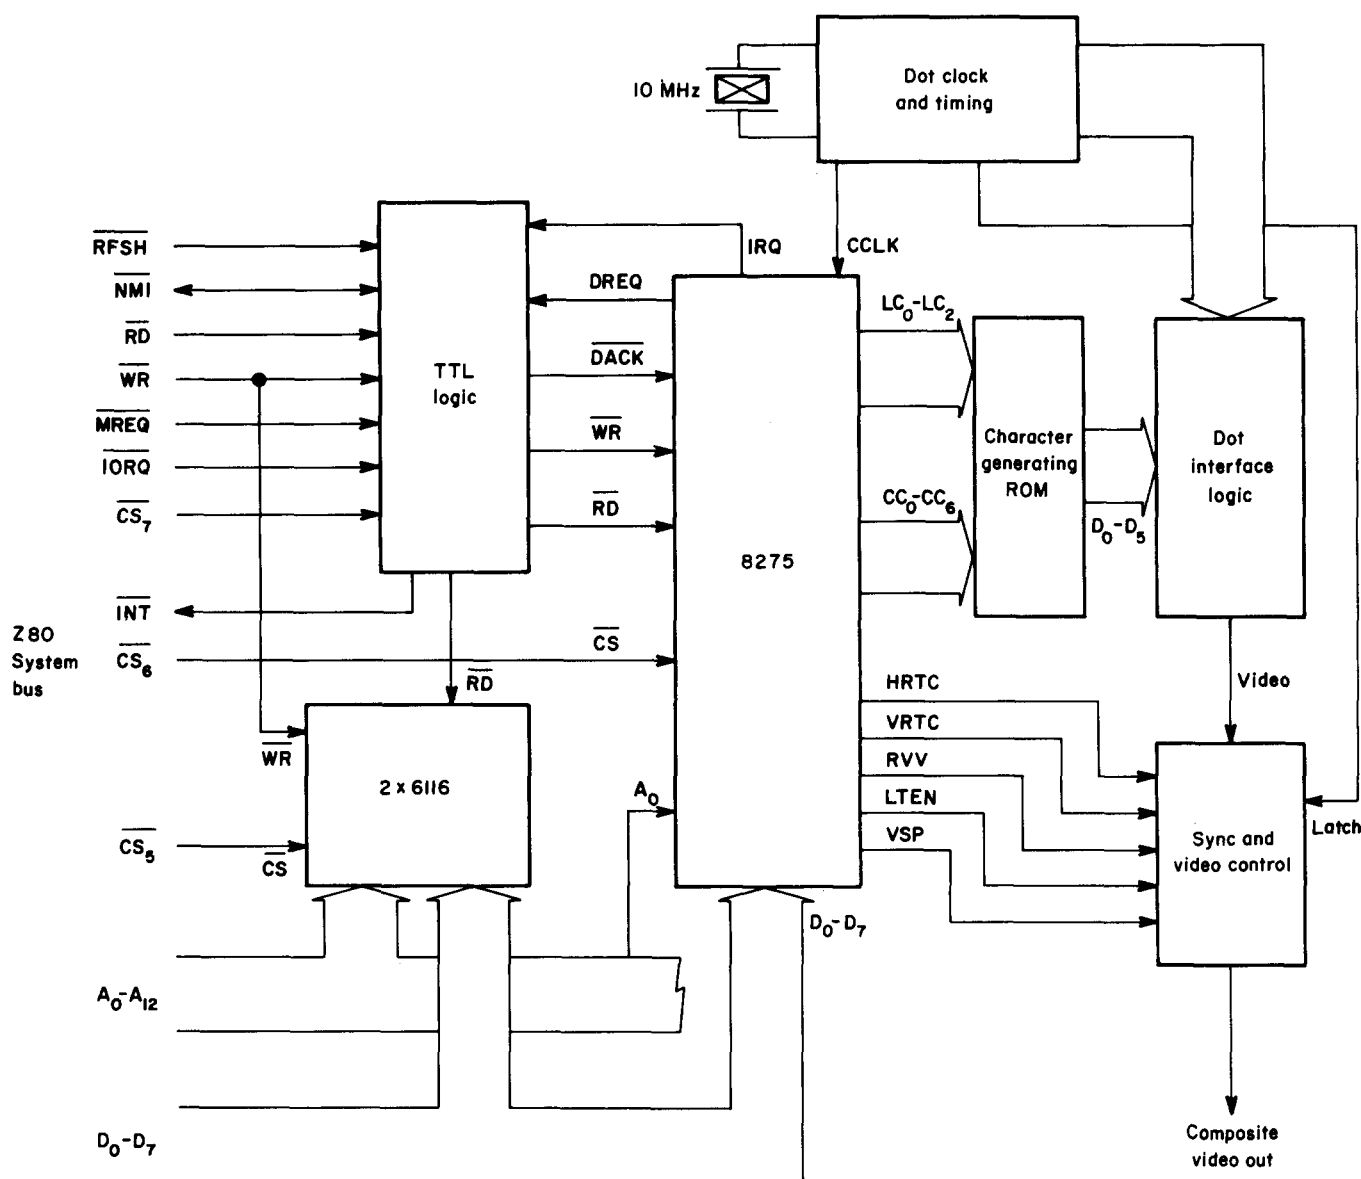 Dot clock
and timing
10 MHz
RFSH
NMI
RD
WR
MREQ
IORQ
CS₇
INT
CS₆
CS₅
Z80
System
bus
A₀-A₁₂
D₀-D₇
TTL
logic
IRQ
CCLK
DREQ
DACK
WR
RD
CS
RD
WR
CS
2 x 6116
A₀
8275
D₀-D₇
LC₀-LC₂
CC₀-CC₆
Character
generating
ROM
D₀-D₅
Dot
interface
logic
HRTC
VRTC
RVV
LTEN
VSP
Video
Latch
Sync and
video control
Composite
video out